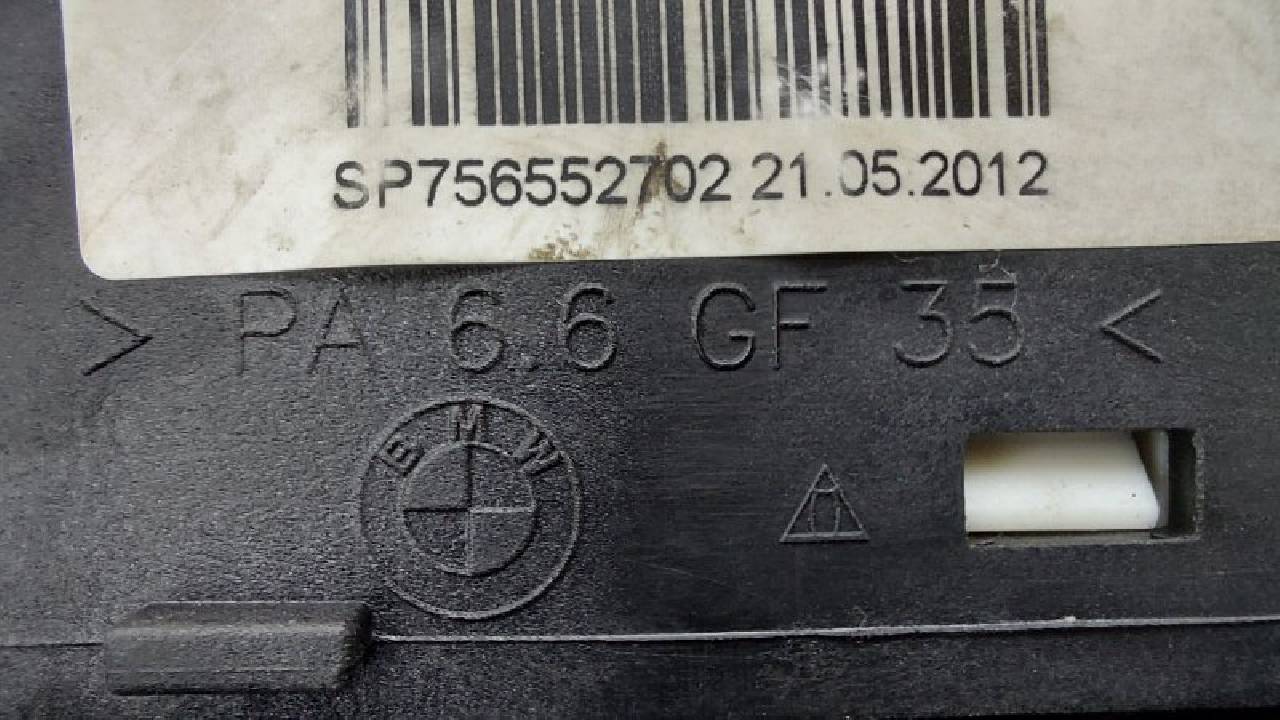 SP756552702 21.05.2012
> PA 6.6 GF 35 <
BMW